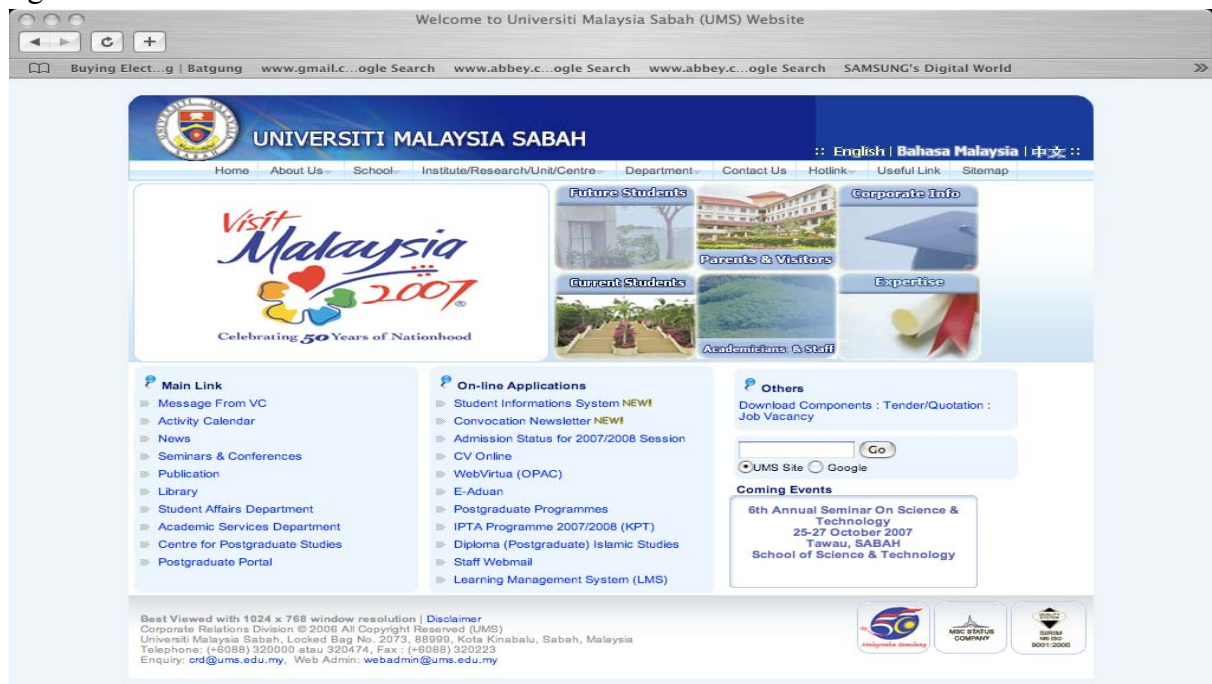 Welcome to Universiti Malaysia Sabah (UMS) Website
Buying Elect...g | Batgung www.gmail.c...ogle Search www.abbey.c...ogle Search www.abbey.c...ogle Search SAMSUNG's Digital World
UNIVERSITI MALAYSIA SABAH
:: English | Bahasa Malaysia | 中文 ::
Home About Us School Institute/Research/Unit/Centre Department Contact Us Hotlink Useful Link Sitemap
Visit
Malaysia
2007
Celebrating 50 Years of Nationhood
Future Students
Parents & Visitors
Corporate Info
Current Students
Academicians & Staff
Expertise
Main Link
Message From VC
Activity Calendar
News
Seminars & Conferences
Publication
Library
Student Affairs Department
Academic Services Department
Centre for Postgraduate Studies
Postgraduate Portal
On-line Applications
Student Informations System NEW!
Convocation Newsletter NEW!
Admission Status for 2007/2008 Session
CV Online
WebVirtua (OPAC)
E-Aduan
Postgraduate Programmes
IPTA Programme 2007/2008 (KPT)
Diploma (Postgraduate) Islamic Studies
Staff Webmail
Learning Management System (LMS)
Others
Download Components : Tender/Quotation :
Job Vacancy
Go
UMS Site Google
Coming Events
6th Annual Seminar On Science &
Technology
25-27 October 2007
Tawau, SABAH
School of Science & Technology
Best Viewed with 1024 x 768 window resolution | Disclaimer
Corporate Relations Division © 2006 All Copyright Reserved (UMS)
Universiti Malaysia Sabah, Locked Bag No. 2073, 88999, Kota Kinabalu, Sabah, Malaysia
Telephone: (+6088) 320000 atau 320474, Fax : (+6088) 320223
Enquiry: crd@ums.edu.my, Web Admin: webadmin@ums.edu.my
50
MSC STATUS
COMPANY
SIRIM
MS ISO
9001:2000